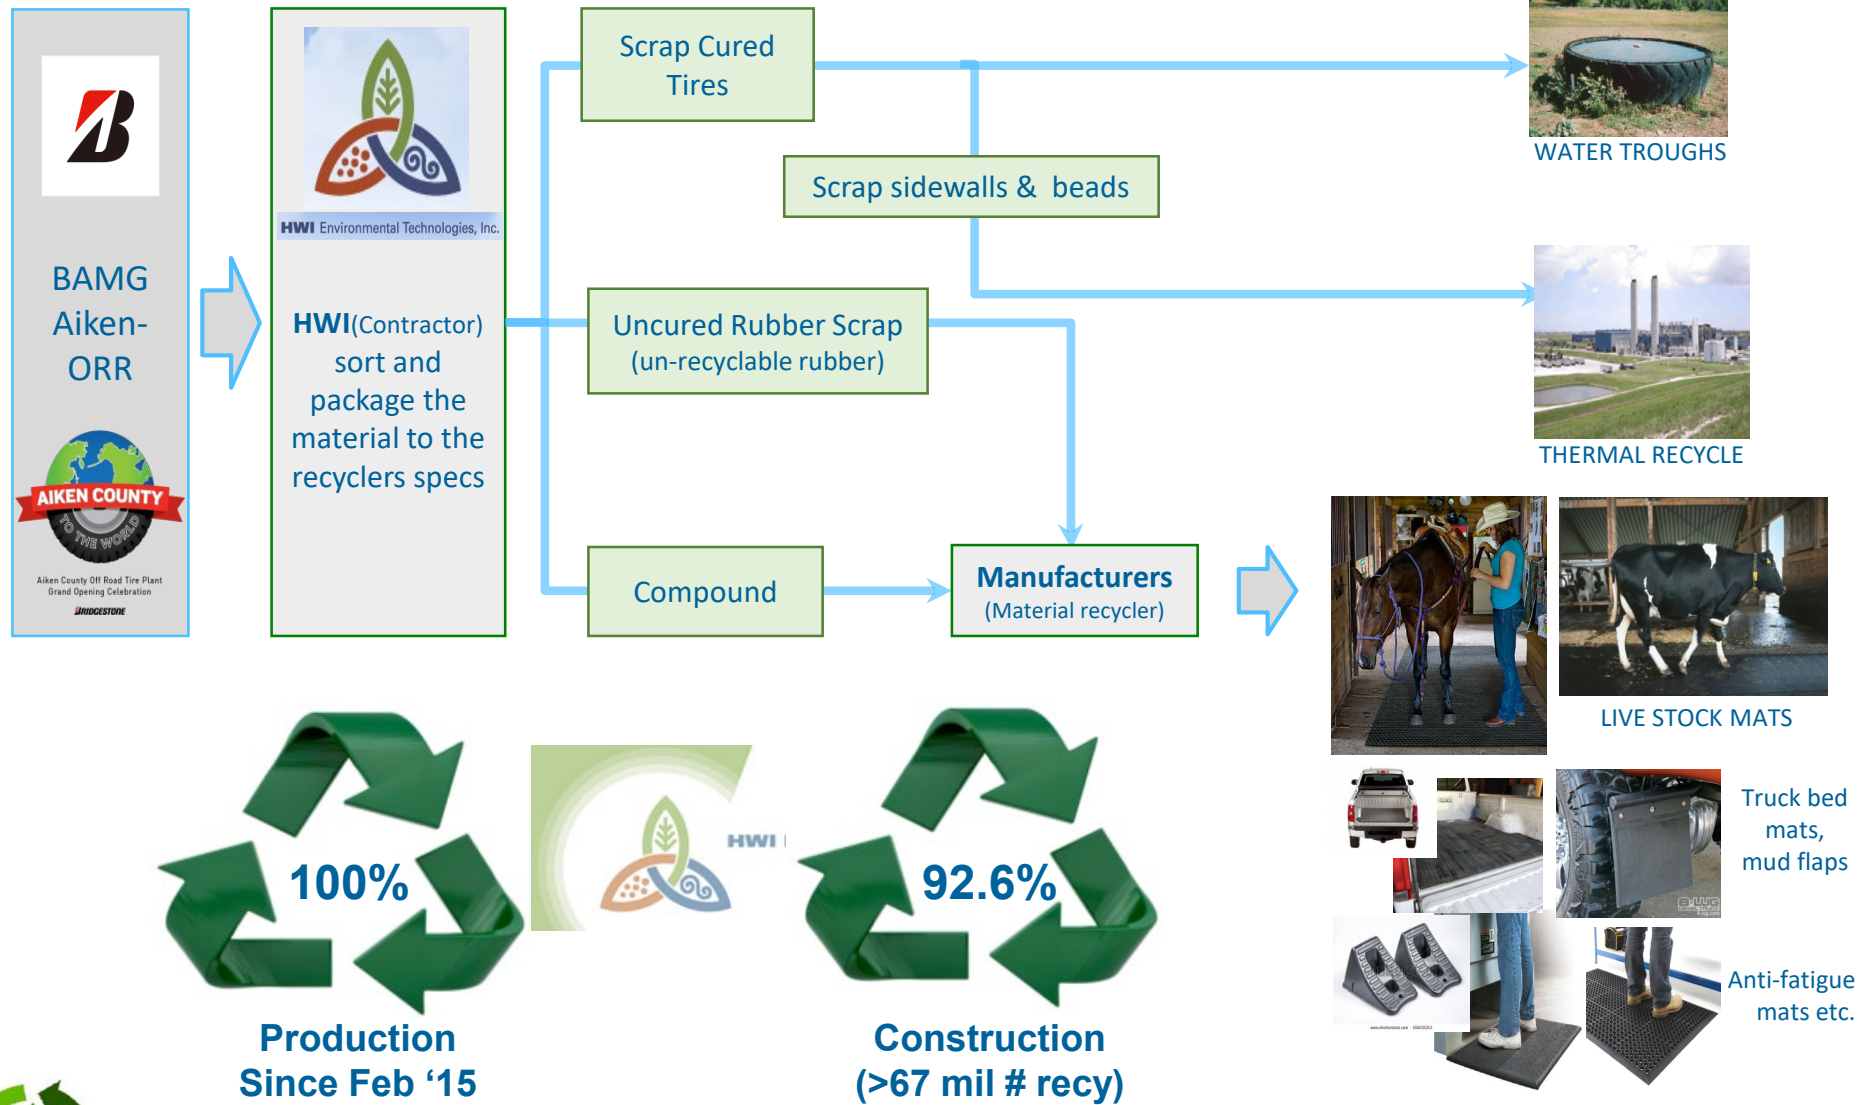 BAMG
Aiken-
ORR
AIKEN COUNTY
TO THE WORLD
Aiken County Off Road Tire Plant
Grand Opening Celebration
BRIDGESTONE
HWI Environmental Technologies, Inc.
HWI(Contractor)
sort and
package the
material to the
recyclers specs
Scrap Cured
Tires
Scrap sidewalls & beads
Uncured Rubber Scrap
(un-recyclable rubber)
Compound
Manufacturers
(Material recycler)
WATER TROUGHS
THERMAL RECYCLE
LIVE STOCK MATS
Truck bed
mats,
mud flaps
Anti-fatigue
mats etc.
100%
Production
Since Feb ‘15
HWI
92.6%
Construction
(>67 mil # recy)